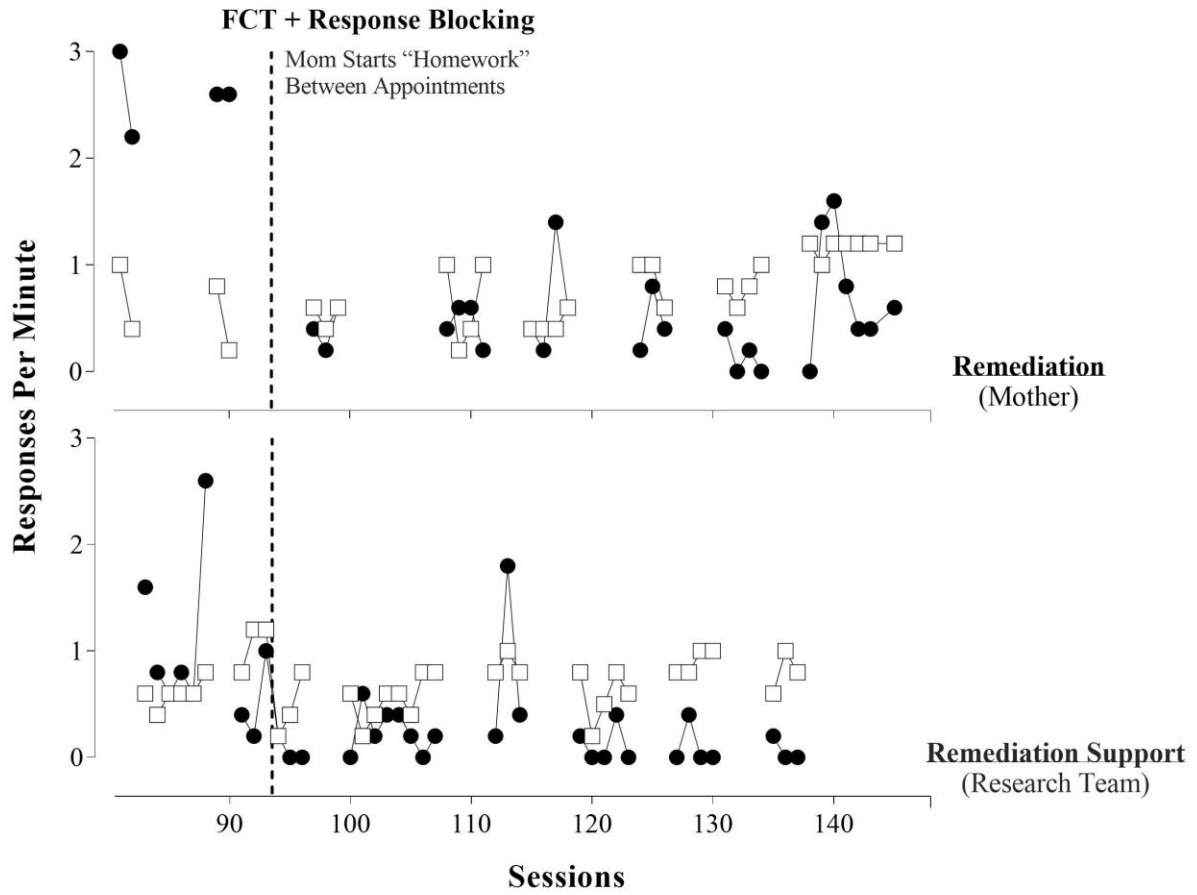 FCT + Response Blocking
Mom Starts “Homework”
Between Appointments
Responses Per Minute
3
2
1
0
Remediation
(Mother)
3
2
1
0
Remediation Support
(Research Team)
90 100 110 120 130 140
Sessions